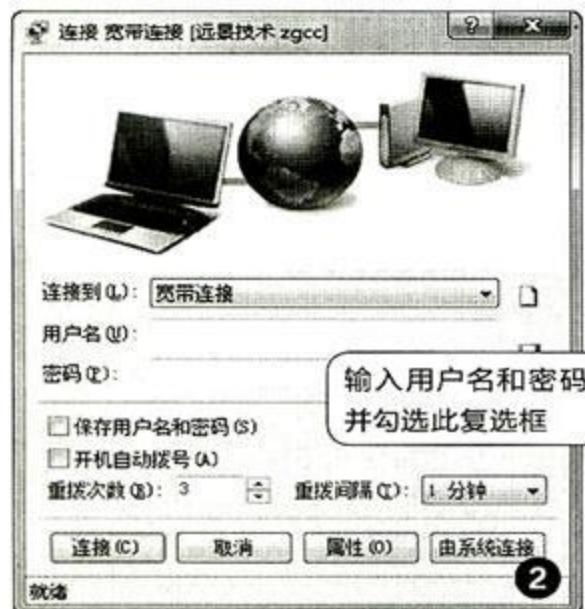 连接 宽带连接 [远景技术 zgcc]
连接到(L): 宽带连接
用户名(U):
密码(P):
输入用户名和密码
并勾选此复选框
保存用户名和密码(S)
开机自动拨号(A)
重拨次数(B): 3 重拨间隔(T): 1 分钟
连接(C) 取消 属性(O) 由系统连接
就绪
2